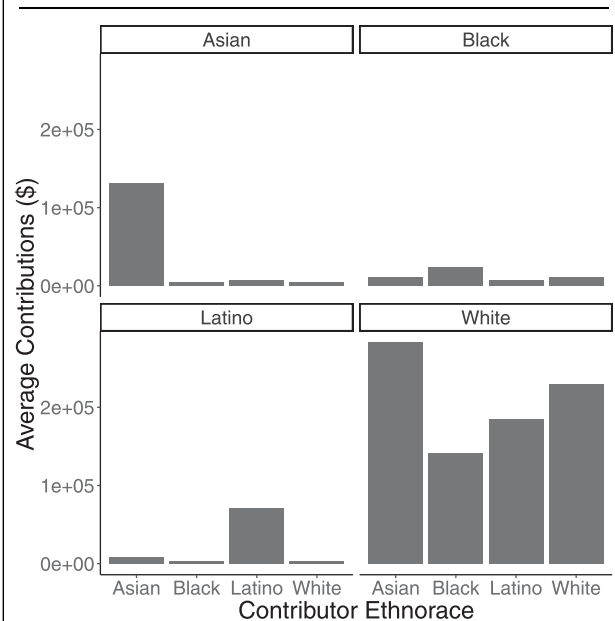 Asian Black
2e+05
1e+05
0e+00
Latino White
2e+05
1e+05
0e+00
Average Contributions ($)
Asian Black Latino White Asian Black Latino White
Contributor Ethnorace